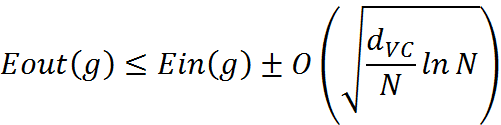 Eout(g) ≤ Ein(g) ± O(√(d_VC/N ln N))